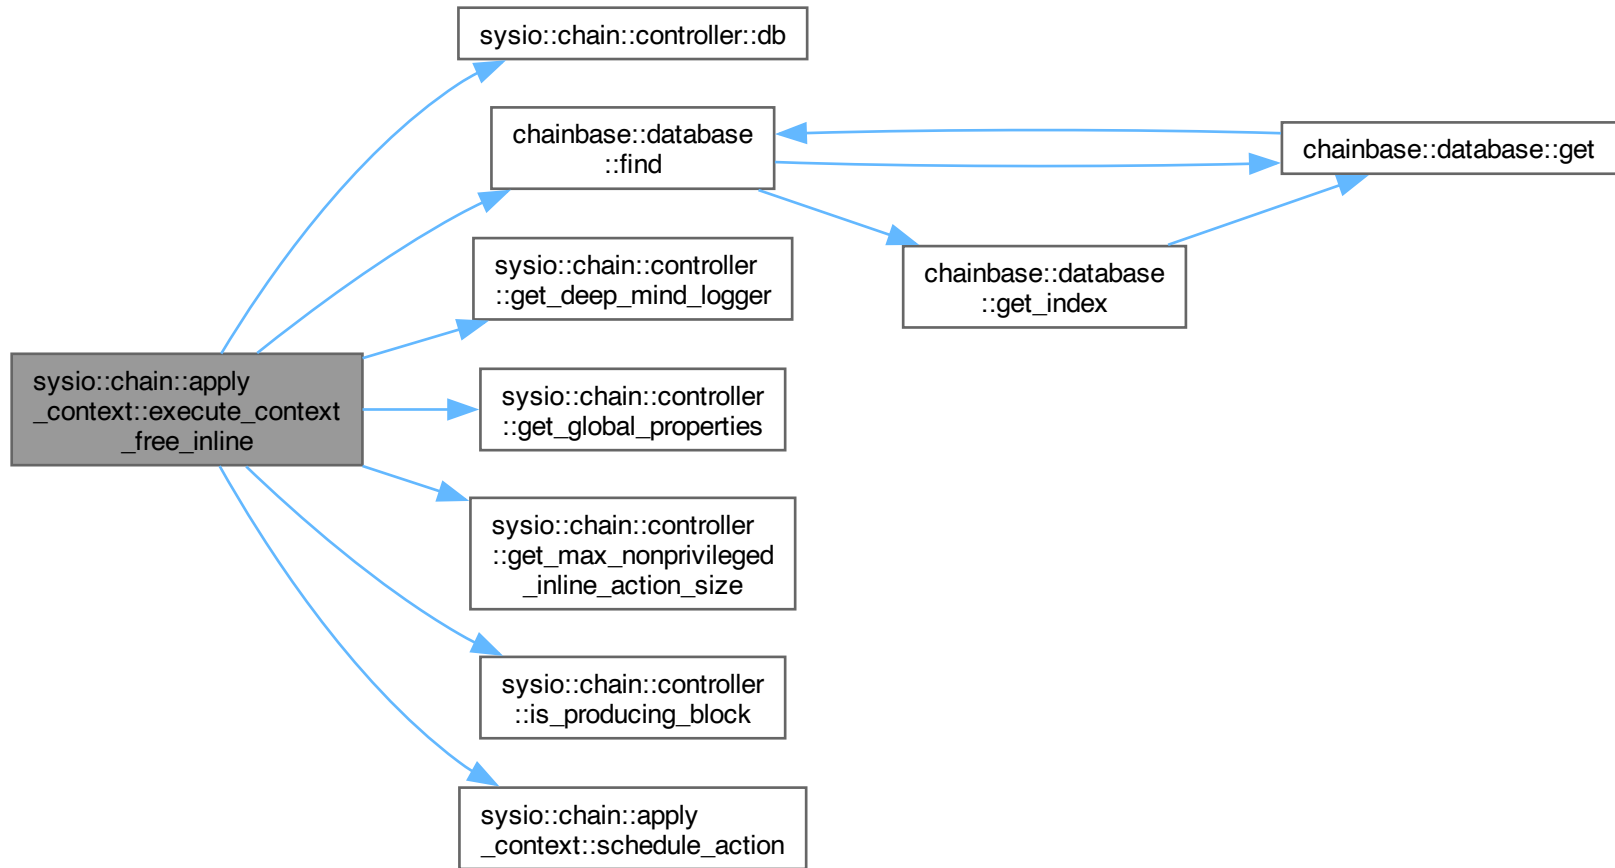 sysio::chain::controller::db
chainbase::database
::find
chainbase::database::get
sysio::chain::controller
::get_deep_mind_logger
chainbase::database
::get_index
sysio::chain::apply
_context::execute_context
_free_inline
sysio::chain::controller
::get_global_properties
sysio::chain::controller
::get_max_nonprivileged
_inline_action_size
sysio::chain::controller
::is_producing_block
sysio::chain::apply
_context::schedule_action